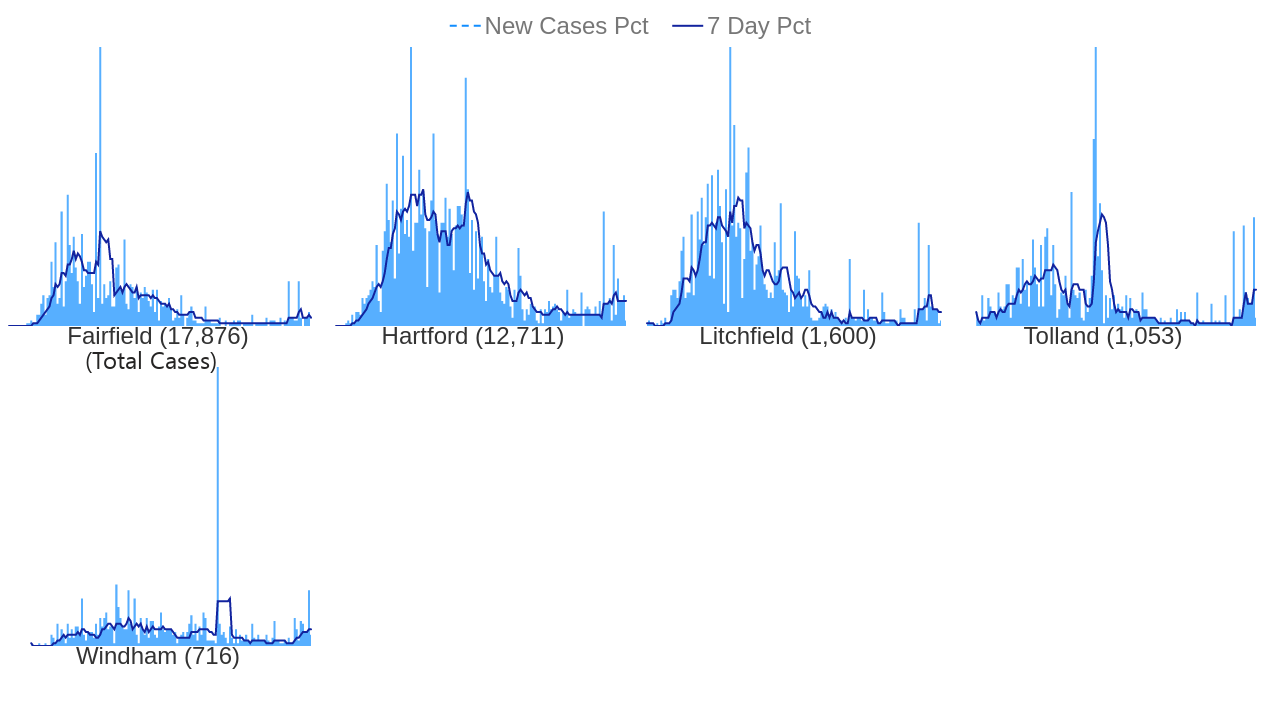 New Cases Pct 7 Day Pct
Fairfield (17,876) Hartford (12,711) Litchfield (1,600) Tolland (1,053)
(Total Cases)
Windham (716)